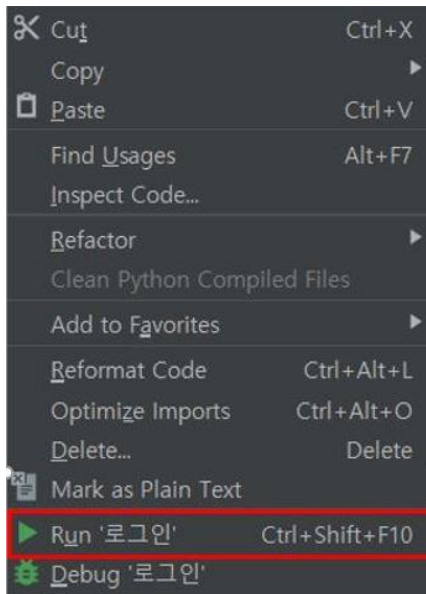 Cut Ctrl+X
Copy
Paste Ctrl+V
Find Usages Alt+F7
Inspect Code...
Refactor
Clean Python Compiled Files
Add to Favorites
Reformat Code Ctrl+Alt+L
Optimize Imports Ctrl+Alt+O
Delete... Delete
Mark as Plain Text
Run '로그인' Ctrl+Shift+F10
Debug '로그인'